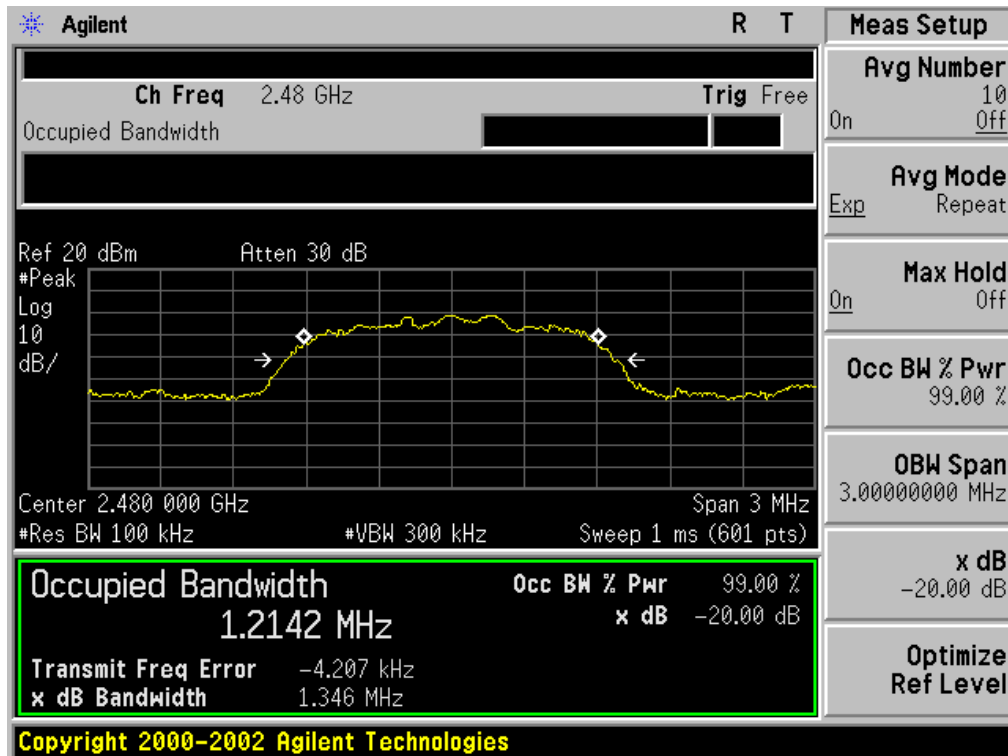 Agilent R T
Ch Freq 2.48 GHz Trig Free
Occupied Bandwidth
Ref 20 dBm Atten 30 dB
#Peak
Log
10
dB/
Center 2.480 000 GHz Span 3 MHz
#Res BW 100 kHz #VBW 300 kHz Sweep 1 ms (601 pts)
Occupied Bandwidth Occ BW % Pwr 99.00 %
1.2142 MHz x dB -20.00 dB
Transmit Freq Error -4.207 kHz
x dB Bandwidth 1.346 MHz
Copyright 2000-2002 Agilent Technologies
Meas Setup
Avg Number
10
On Off
Avg Mode
Exp Repeat
Max Hold
On Off
Occ BW % Pwr
99.00 %
OBW Span
3.00000000 MHz
x dB
-20.00 dB
Optimize
Ref Level